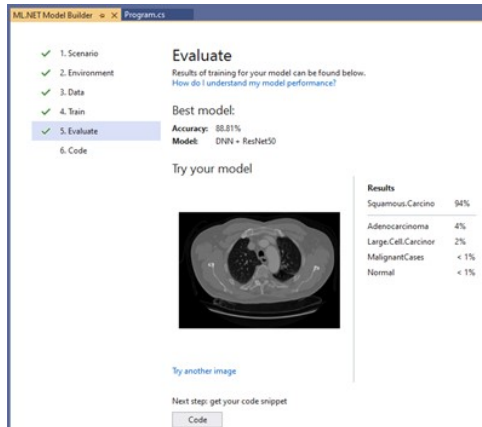 ML.NET Model Builder Program.cs
1. Scenario
2. Environment
3. Data
4. Train
5. Evaluate
6. Code
Evaluate
Results of training for your model can be found below.
How do I understand my model performance?
Best model:
Accuracy: 88.81%
Model: DNN + ResNet50
Try your model
Results
Squamous.Carcino 94%
Adenocarcinoma 4%
Large.Cell.Carcinor 2%
MalignantCases < 1%
Normal < 1%
Try another image
Next step: get your code snippet
Code